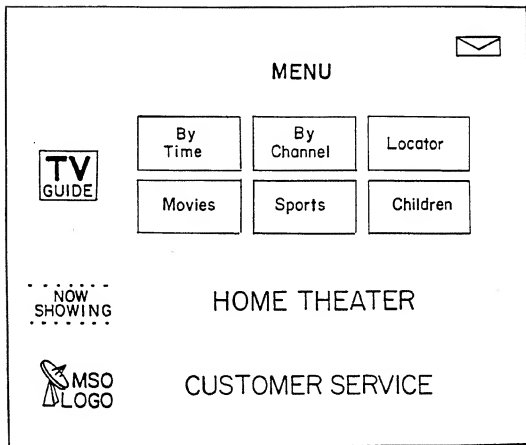 MENU
By
Time
By
Channel
Locator
TV
GUIDE
Movies
Sports
Children
NOW
SHOWING
HOME THEATER
MSO
LOGO
CUSTOMER SERVICE